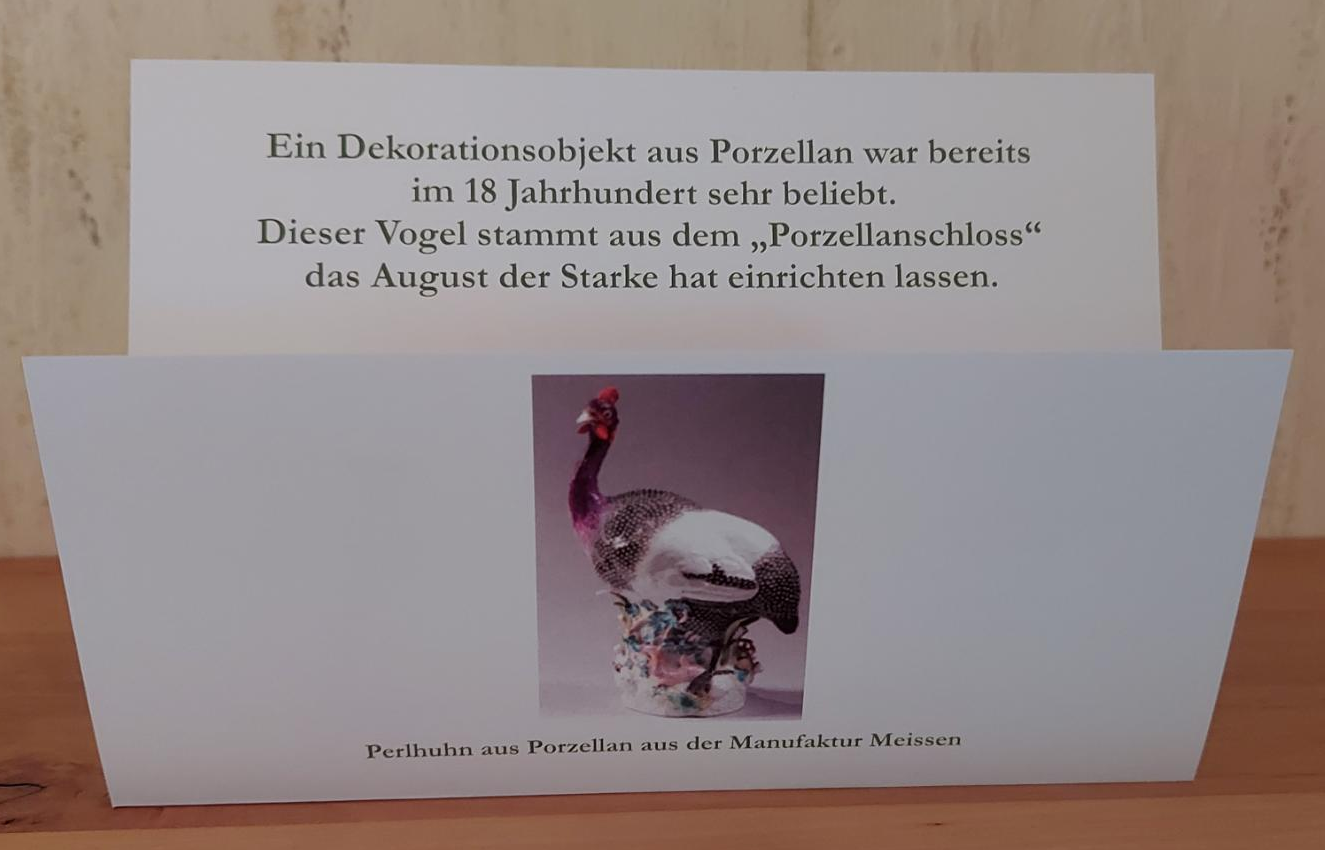 Ein Dekorationsobjekt aus Porzellan war bereits
im 18 Jahrhundert sehr beliebt.
Dieser Vogel stammt aus dem „Porzellanschloss“
das August der Starke hat einrichten lassen.
Perlhuhn aus Porzellan aus der Manufaktur Meissen